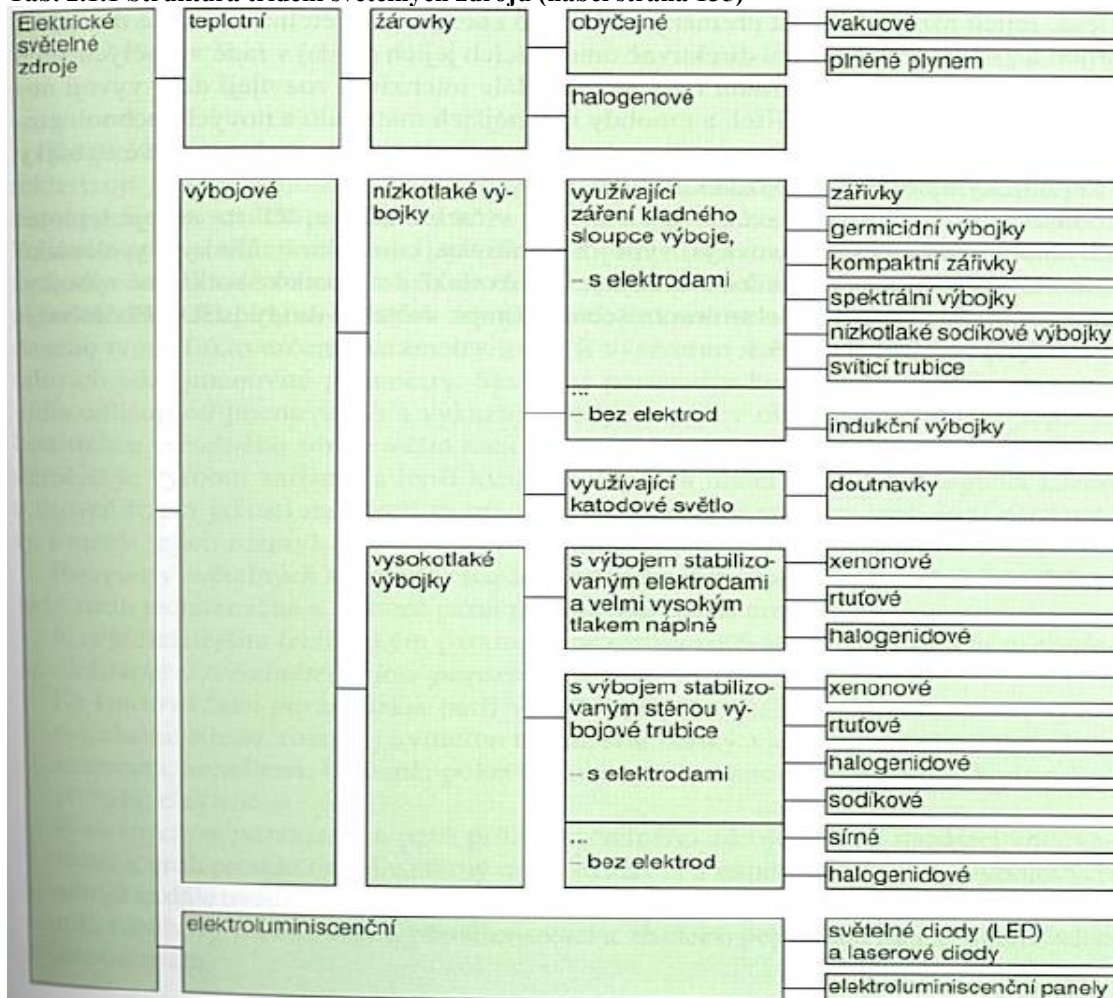 Elektrické
světelné
zdroje
teplotní
žárovky
obyčejné
vakuové
plněné plynem
halogenové
výbojové
nízkotlaké vý-
bojky
využívající
záření kladného
sloupce výboje,
– s elektrodami
...
– bez elektrod
zářivky
germicidní výbojky
kompaktní zářivky
spektrální výbojky
nízkotlaké sodíkové výbojky
svíticí trubice
indukční výbojky
využívající
katodové světlo
doutnavky
vysokotlaké
výbojky
s výbojem stabilizo-
vaným elektrodami
a velmi vysokým
tlakem náplně
xenonové
rtuťové
halogenidové
s výbojem stabilizo-
vaným stěnou vý-
bojové trubice
– s elektrodami
...
– bez elektrod
xenonové
rtuťové
halogenidové
sodíkové
sírné
halogenidové
elektroluminiscenční
světelné diody (LED)
a laserové diody
elektroluminiscenční panely